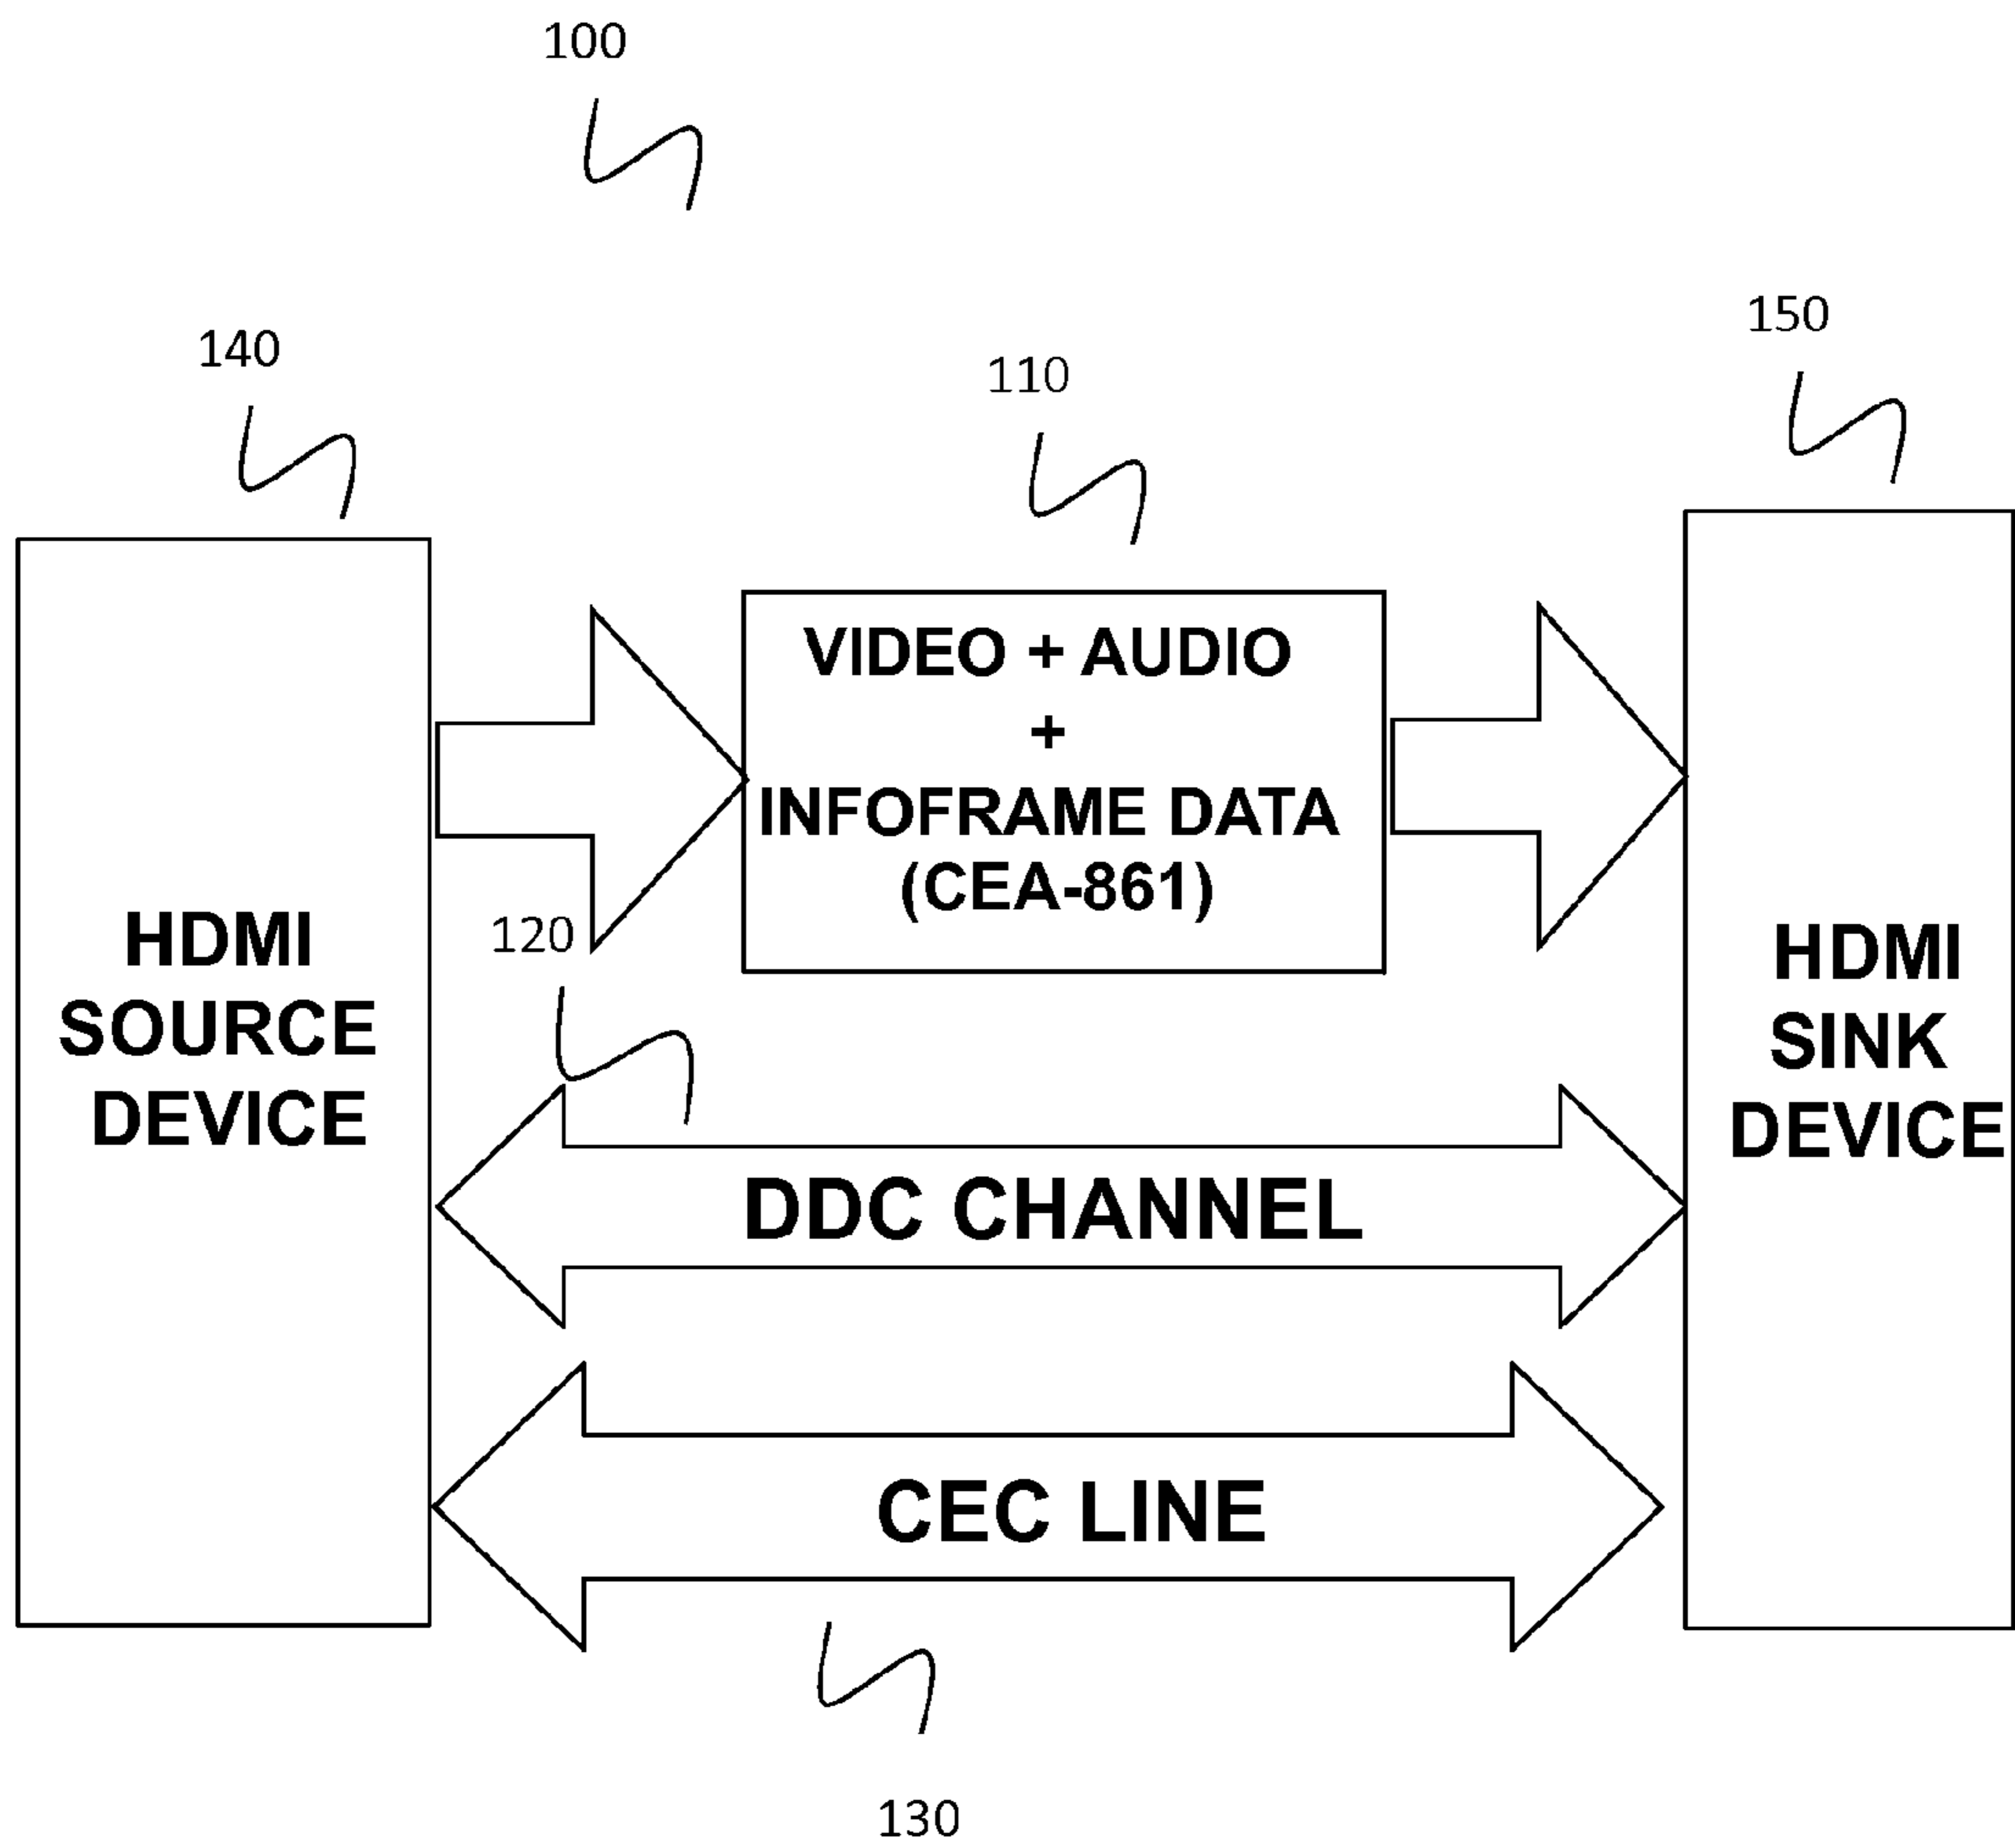 100
140
110
150
VIDEO + AUDIO
+
INFOFRAME DATA
(CEA-861)
120
HDMI
SOURCE
DEVICE
HDMI
SINK
DEVICE
DDC CHANNEL
CEC LINE
130